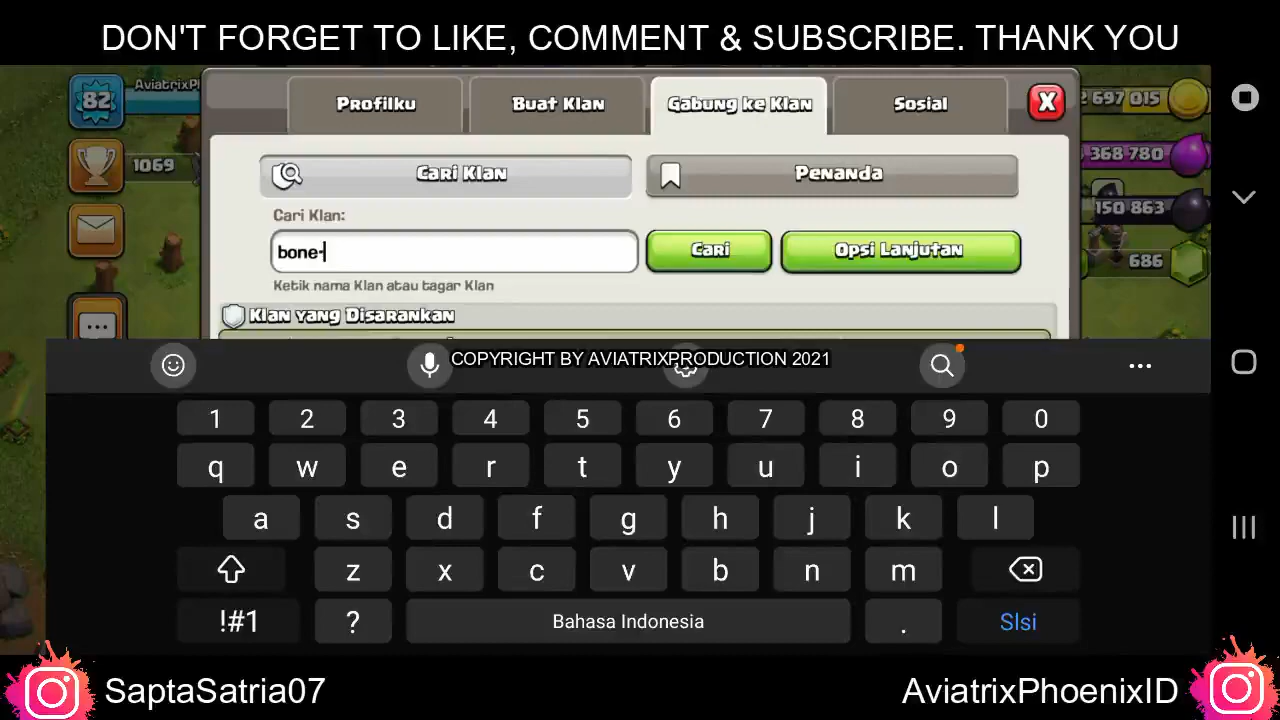 DON'T FORGET TO LIKE, COMMENT & SUBSCRIBE. THANK YOU
82
AviatrixPl
1069
Profilku
Buat Klan
Gabung ke Klan
Sosial
X
2 697 015
368 780
150 863
686
Cari Klan
Penanda
Cari Klan:
bone-
Cari
Opsi Lanjutan
Ketik nama Klan atau tagar Klan
Klan yang Disarankan
COPYRIGHT BY AVIATRIXPRODUCTION 2021
1 2 3 4 5 6 7 8 9 0
q w e r t y u i o p
a s d f g h j k l
z x c v b n m
!#1 ? Bahasa Indonesia . Slsi
SaptaSatria07
AviatrixPhoenixID